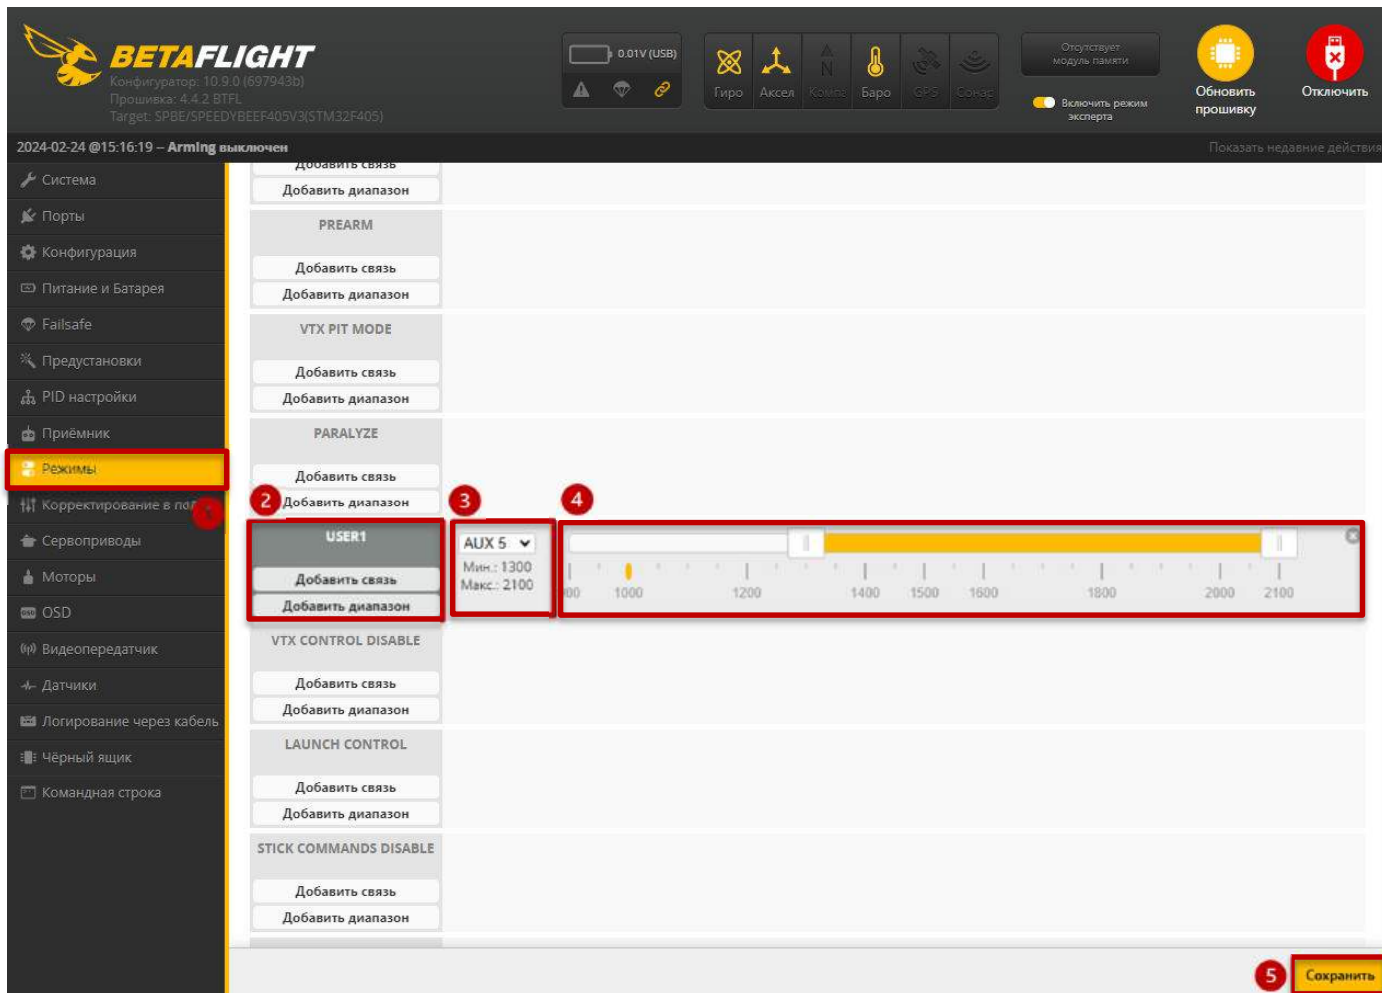 BETAFLIGHT
Конфигуратор: 10.9.0 (697943b)
Прошивка: 4.4.2 BTFL
Target: SPBE/SPEEDYBEEF405V3(STM32F405)
0.01V (USB)
Гиро
Аксел
Компа
Баро
GPS
Сонар
Отсутствует
модуль памяти
Включить режим
эксперта
Обновить
прошивку
Отключить
2024-02-24 @15:16:19 -- Arming выключен
Показать недавние действия
Система
Порты
Конфигурация
Питание и Батарея
Failsafe
Предустановки
PID настройки
Приёмник
Режимы
Корректирование в
Сервоприводы
Моторы
OSD
Видеопередатчик
Датчики
Логирование через кабель
Чёрный ящик
Командная строка
Добавить связь
Добавить диапазон
PREARM
Добавить связь
Добавить диапазон
VTX PIT MODE
Добавить связь
Добавить диапазон
PARALYZE
Добавить связь
2 Добавить диапазон
3
4
USER1
Добавить связь
Добавить диапазон
AUX 5
Мин.: 1300
Макс.: 2100
1000 1200 1400 1500 1600 1800 2000 2100
VTX CONTROL DISABLE
Добавить связь
Добавить диапазон
LAUNCH CONTROL
Добавить связь
Добавить диапазон
STICK COMMANDS DISABLE
Добавить связь
Добавить диапазон
5 Сохранить